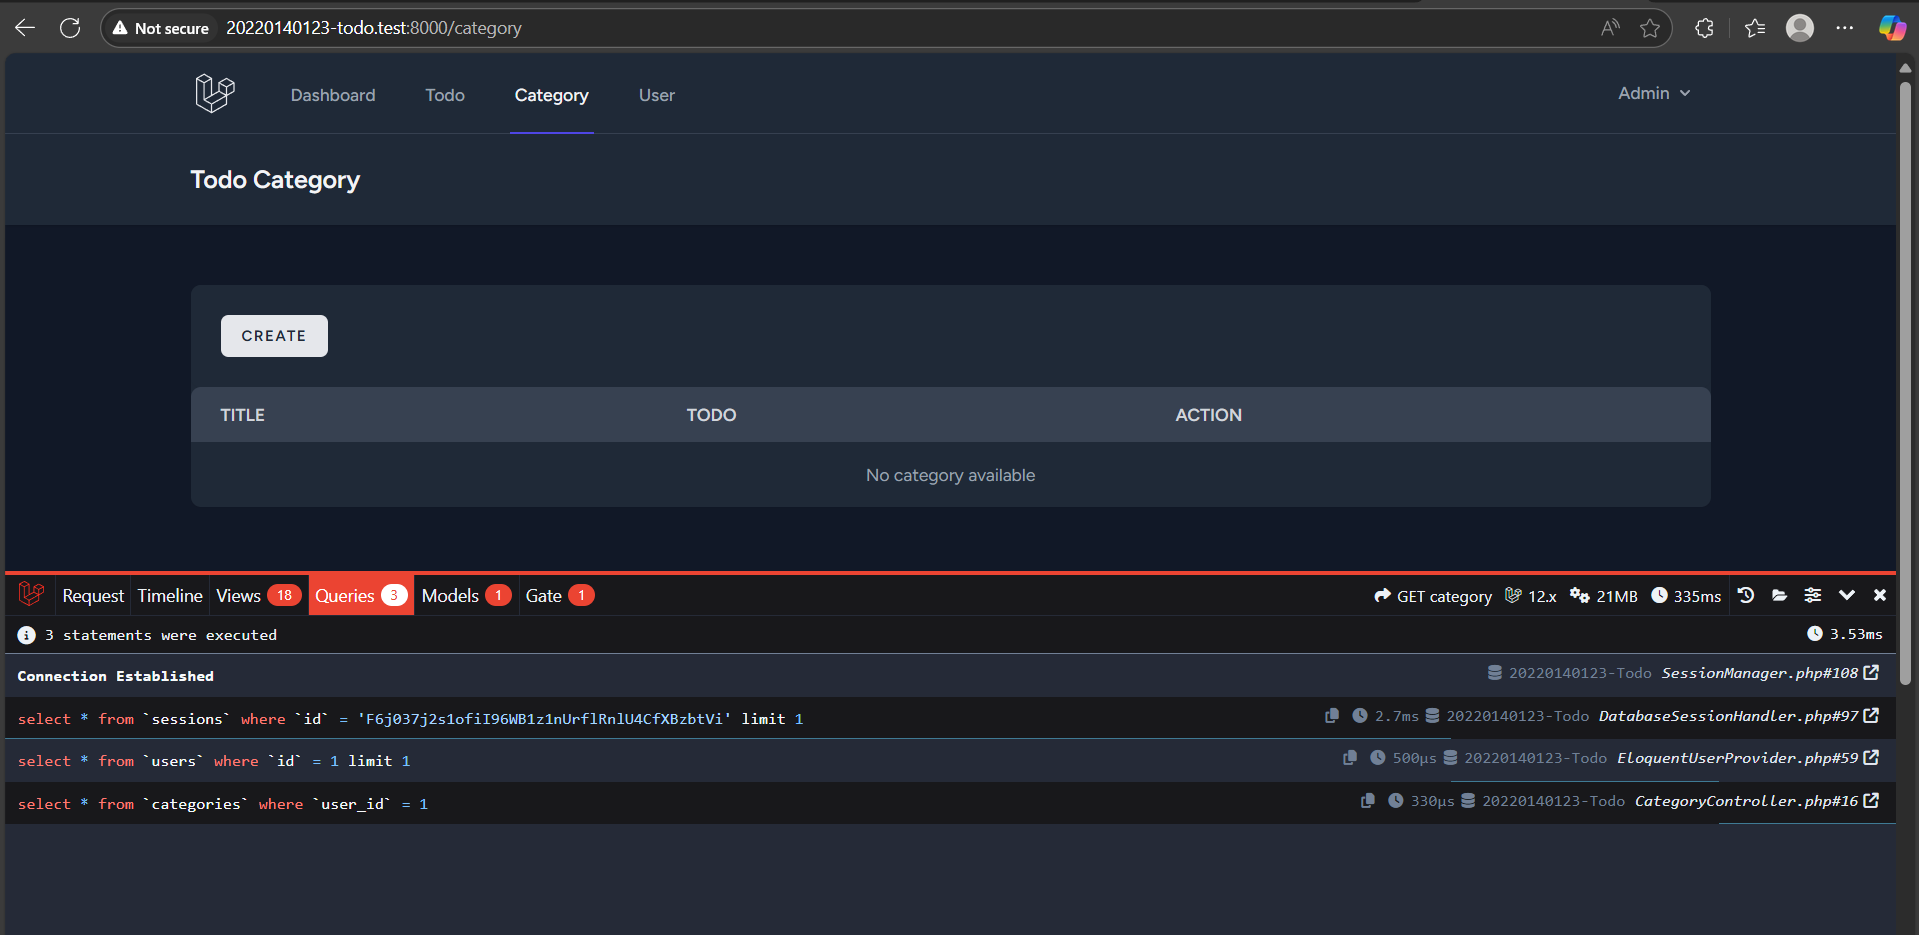 Not secure 20220140123-todo.test:8000/category
Dashboard Todo Category User Admin
Todo Category
CREATE
TITLE TODO ACTION
No category available
Request Timeline Views 18 Queries 3 Models 1 Gate 1 GET category 12.x 21MB 335ms
3 statements were executed 3.53ms
Connection Established 20220140123-Todo SessionManager.php#108
select * from `sessions` where `id` = 'F6j037j2s1ofiI96WB1z1nUrflRnlU4CfXBzbtVi' limit 1 2.7ms 20220140123-Todo DatabaseSessionHandler.php#97
select * from `users` where `id` = 1 limit 1 500μs 20220140123-Todo EloquentUserProvider.php#59
select * from `categories` where `user_id` = 1 330μs 20220140123-Todo CategoryController.php#16